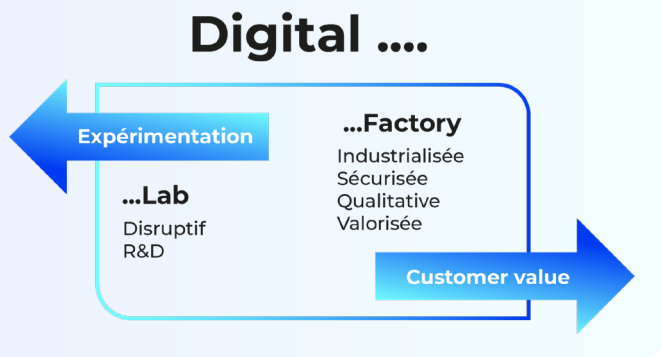 Digital ....
Expérimentation
...Lab
Disruptif
R&D
...Factory
Industrialisée
Sécurisée
Qualitative
Valorisée
Customer value